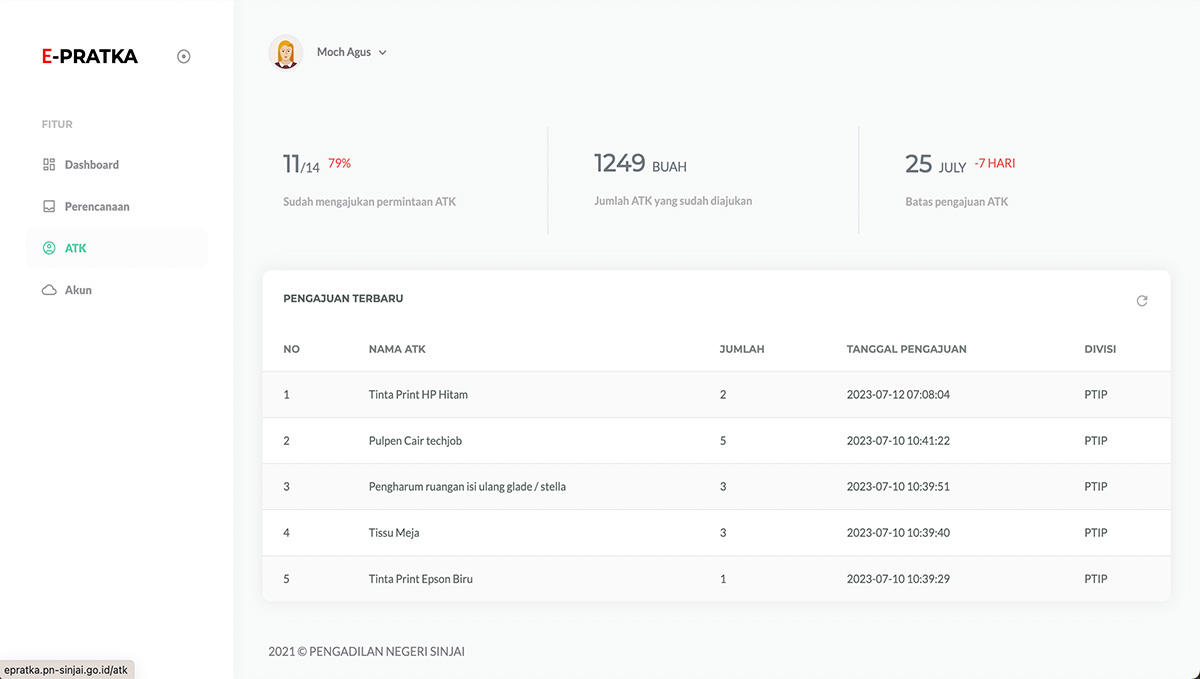 E-PRATKA
FITUR
Dashboard
Perencanaan
ATK
Akun
Moch Agus
11/14 79%
Sudah mengajukan permintaan ATK
1249 BUAH
Jumlah ATK yang sudah diajukan
25 JULY -7 HARI
Batas pengajuan ATK
PENGAJUAN TERBARU
NO NAMA ATK JUMLAH TANGGAL PENGAJUAN DIVISI
1 Tinta Print HP Hitam 2 2023-07-12 07:08:04 PTIP
2 Pulpen Cair techjob 5 2023-07-10 10:41:22 PTIP
3 Pengharum ruangan isi ulang glade / stella 3 2023-07-10 10:39:51 PTIP
4 Tissu Meja 3 2023-07-10 10:39:40 PTIP
5 Tinta Print Epson Biru 1 2023-07-10 10:39:29 PTIP
2021 © PENGADILAN NEGERI SINJAI
epratka.pn-sinjai.go.id/atk